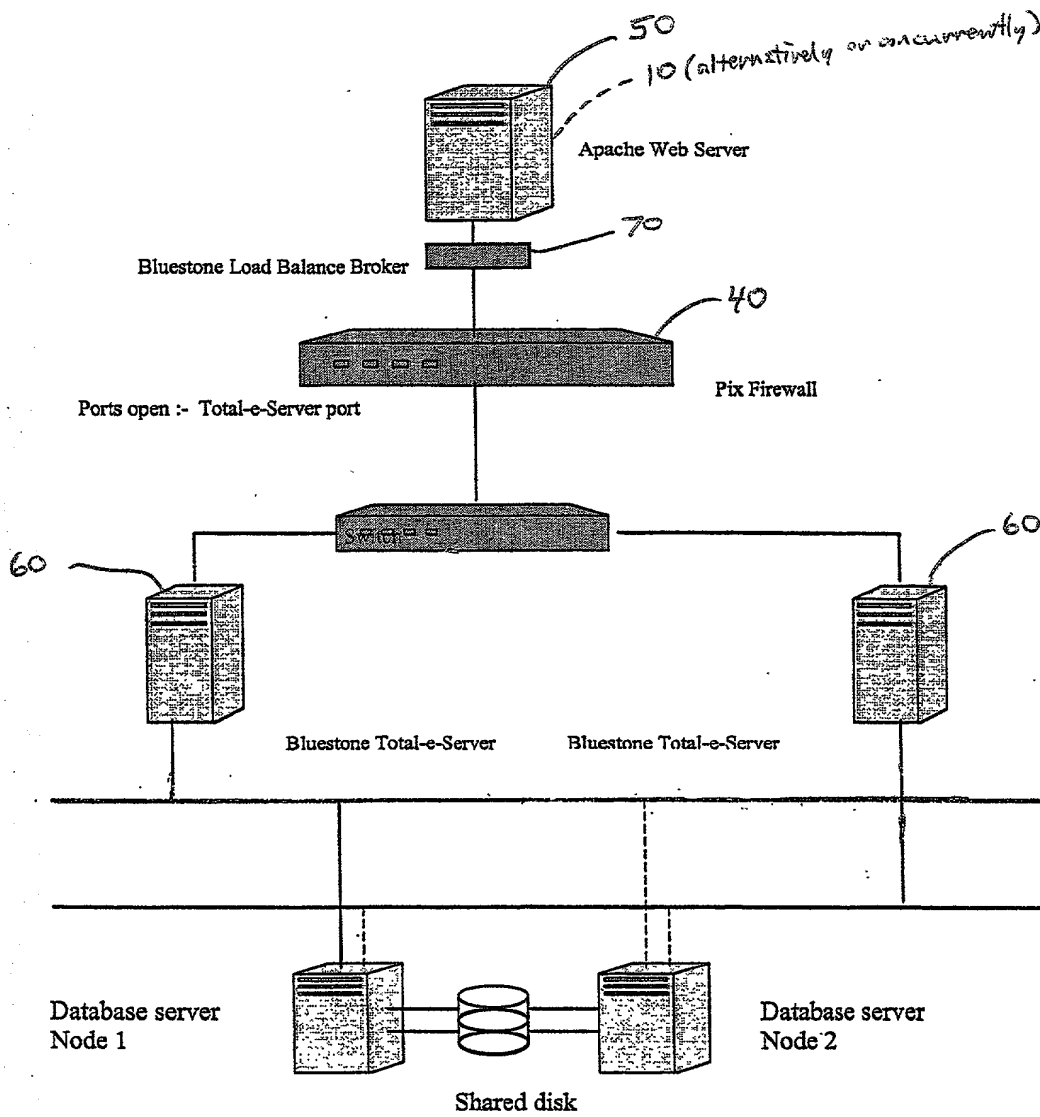 50
10 (alternatively or concurrently)
Apache Web Server
70
Bluestone Load Balance Broker
40
Pix Firewall
Ports open :- Total-e-Server port
Switch
60
60
Bluestone Total-e-Server
Bluestone Total-e-Server
Database server
Node 1
Database server
Node 2
Shared disk